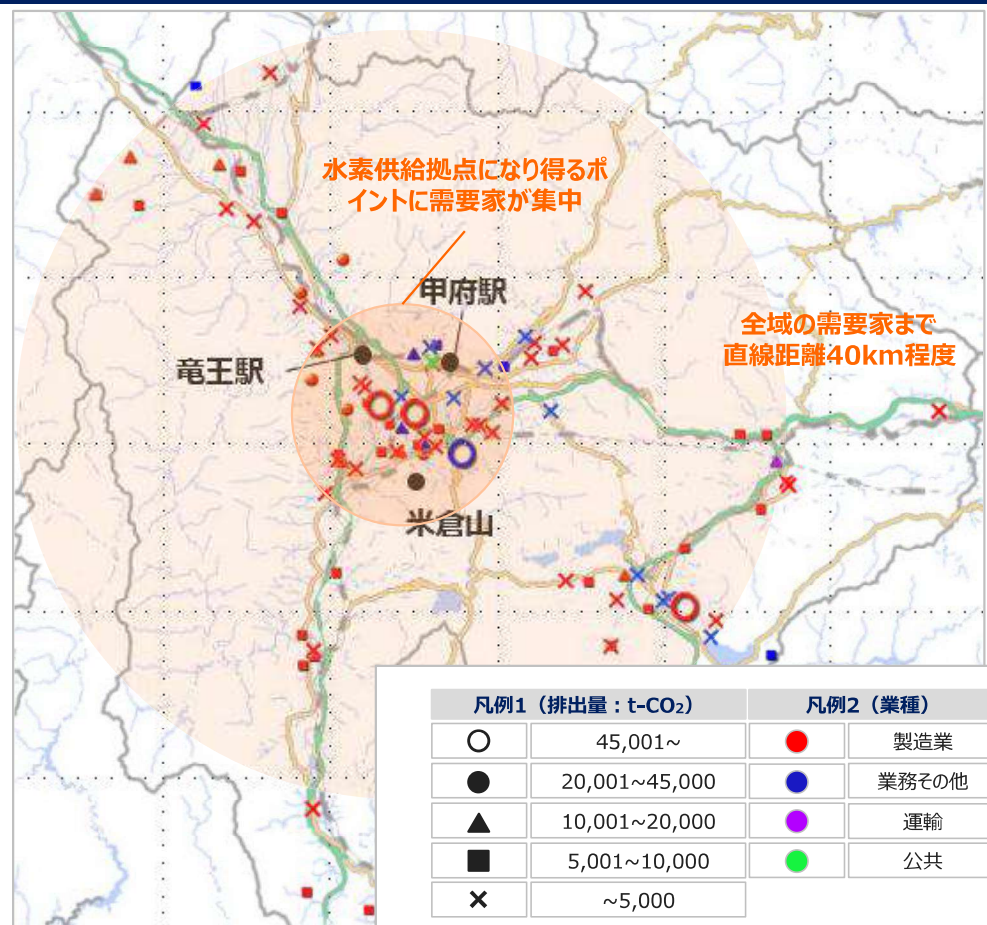 水素供給拠点になり得るポ
イントに需要家が集中
甲府駅
全域の需要家まで
直線距離40km程度
竜王駅
米倉山
凡例1（排出量：t-CO₂）
凡例2（業種）
45,001~
製造業
20,001~45,000
業務その他
10,001~20,000
運輸
5,001~10,000
公共
~5,000